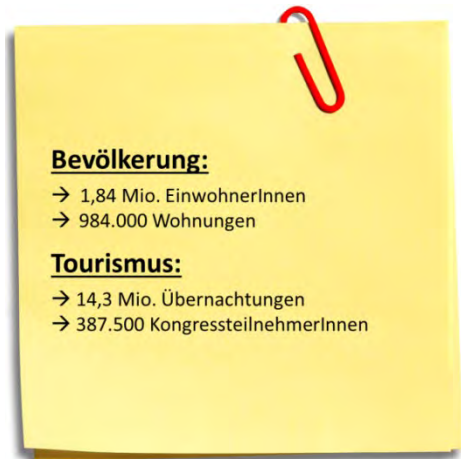 Bevölkerung:
→ 1,84 Mio. EinwohnerInnen
→ 984.000 Wohnungen
Tourismus:
→ 14,3 Mio. Übernachtungen
→ 387.500 KongressteilnehmerInnen